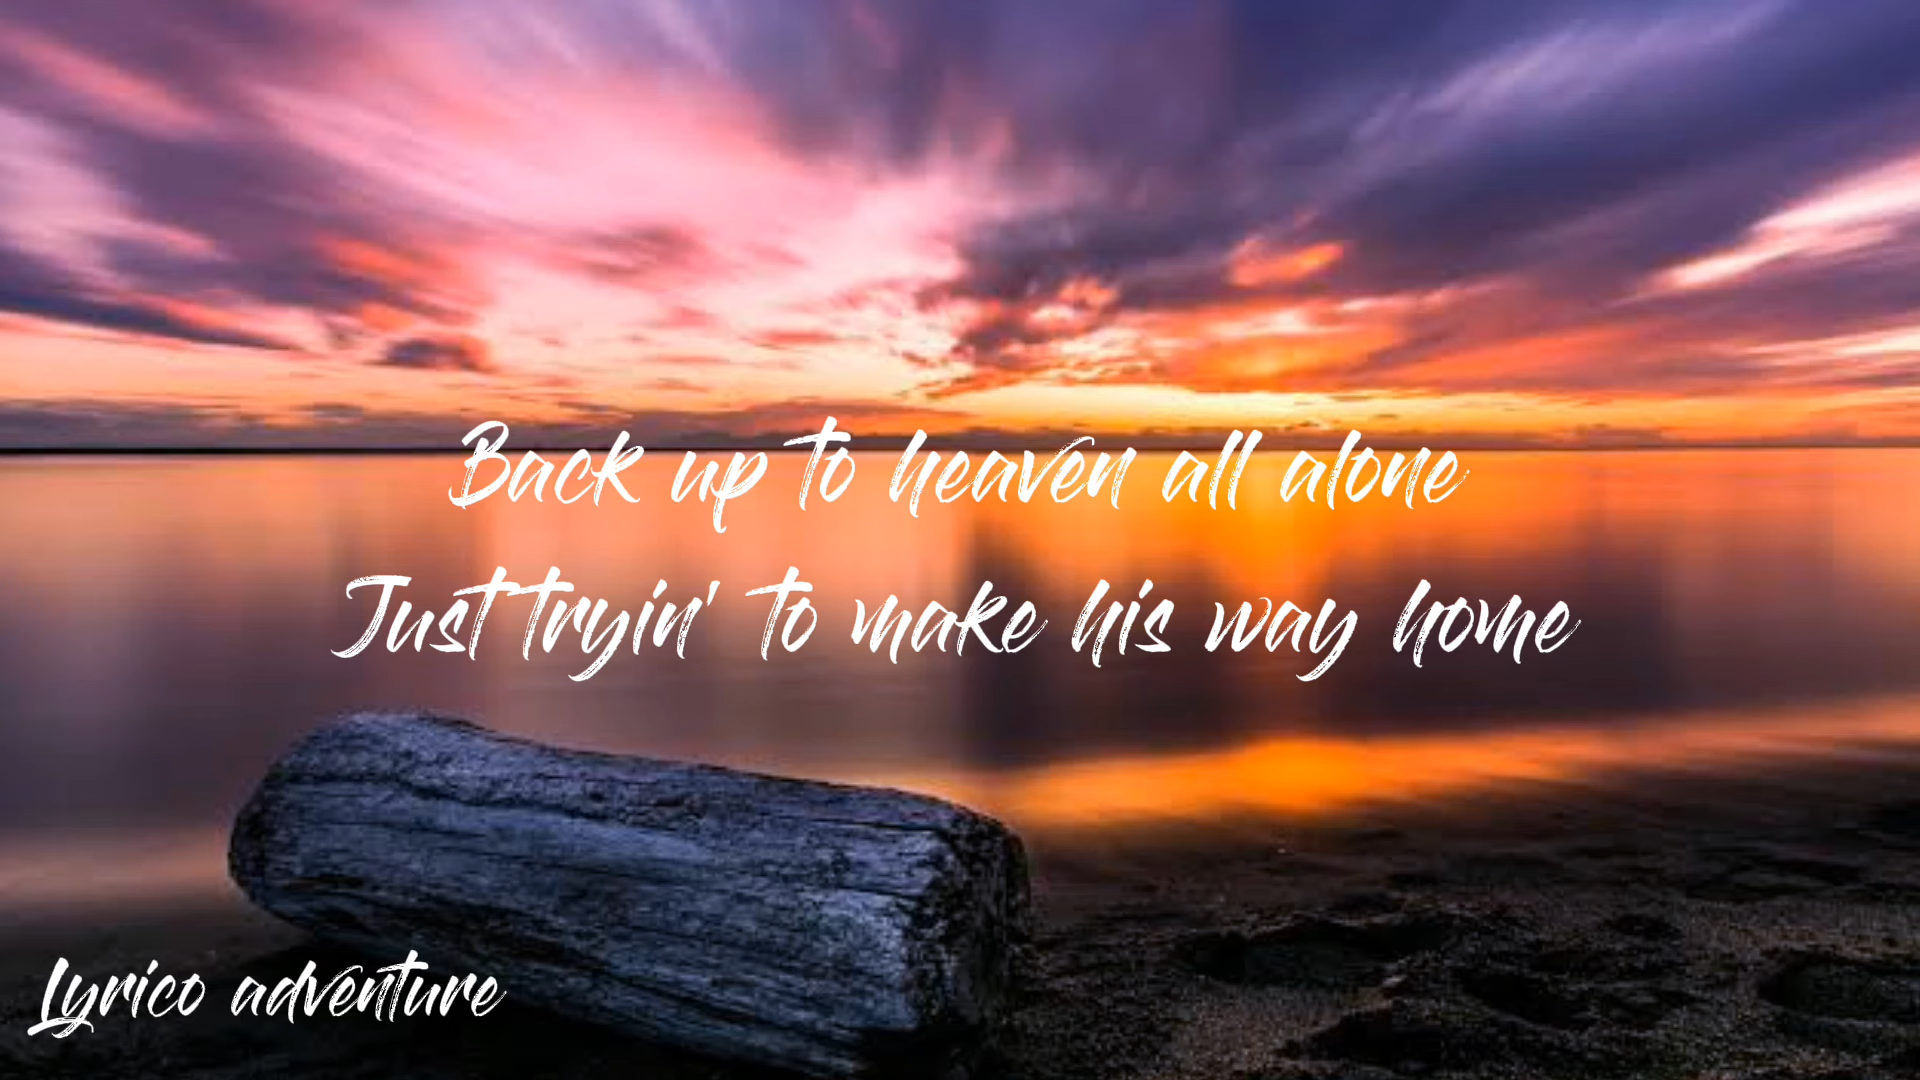 Back up to heaven all alone
Just tryin' to make his way home
Lyrico adventure